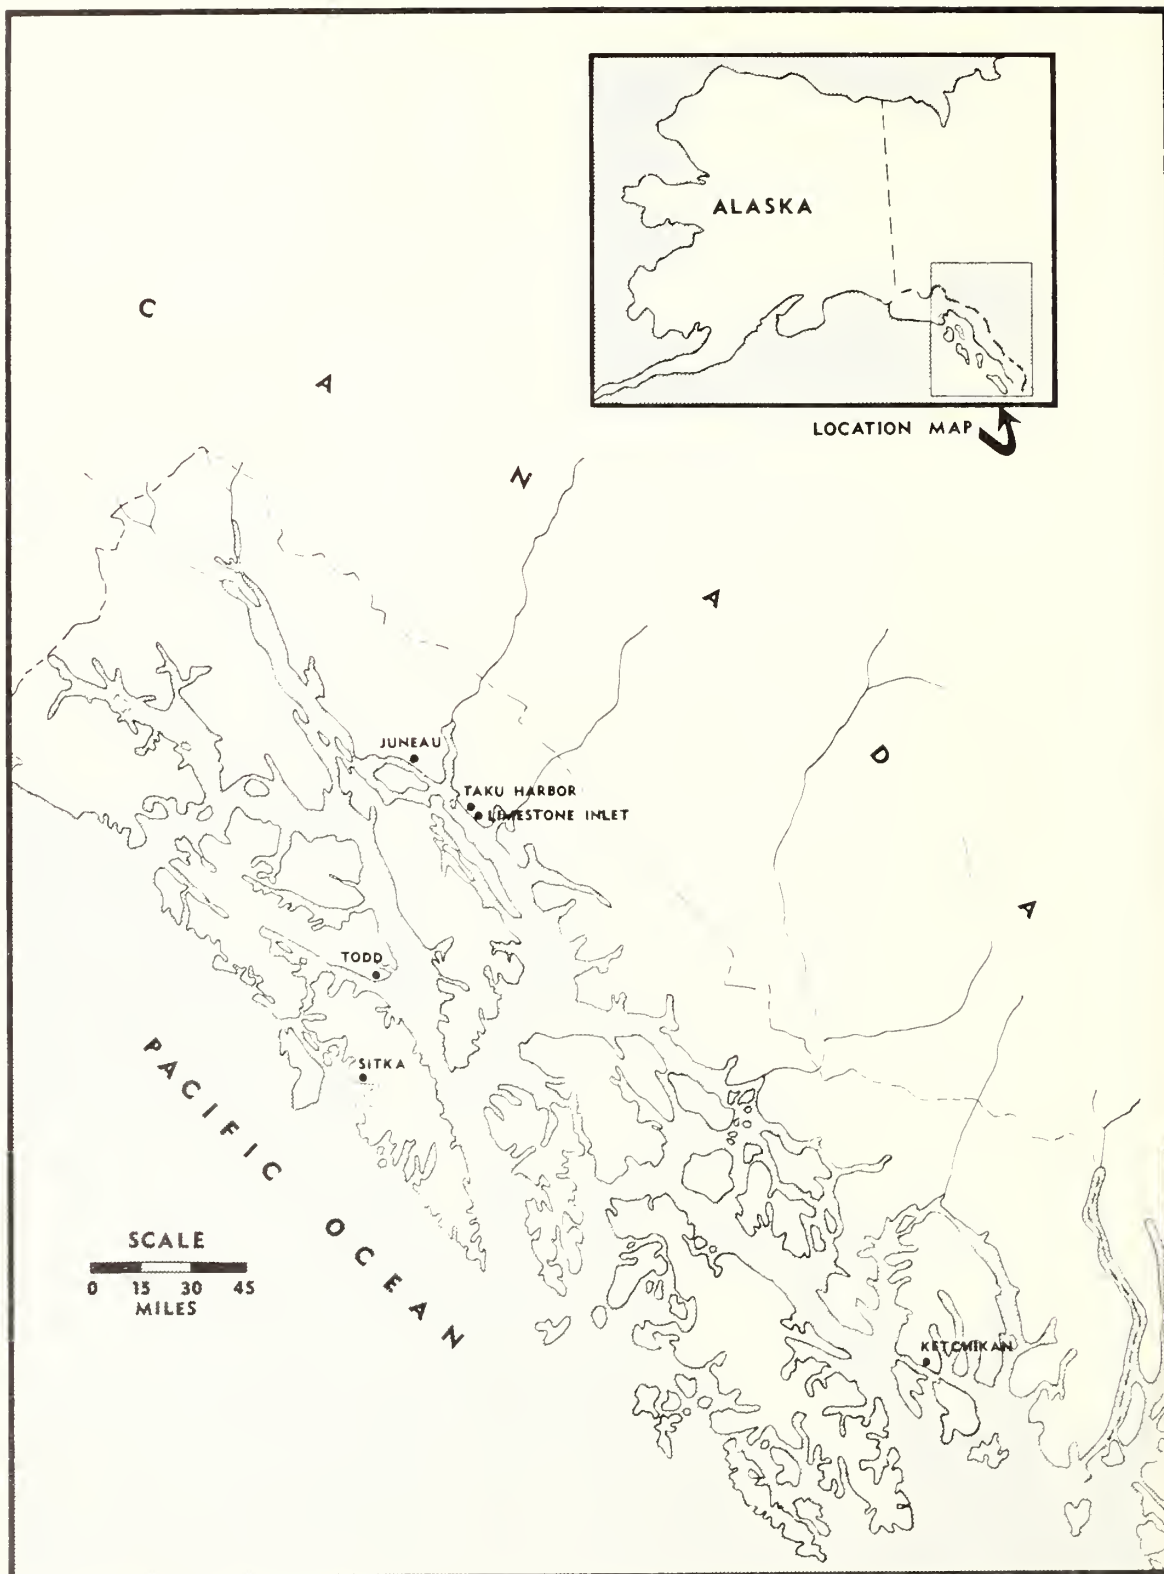 ALASKA
LOCATION MAP
CANADA
JUNEAU
TAKU HARBOR
LIMESTONE INLET
TODD
SITKA
PACIFIC OCEAN
SCALE
0 15 30 45
MILES
KETCHIKAN